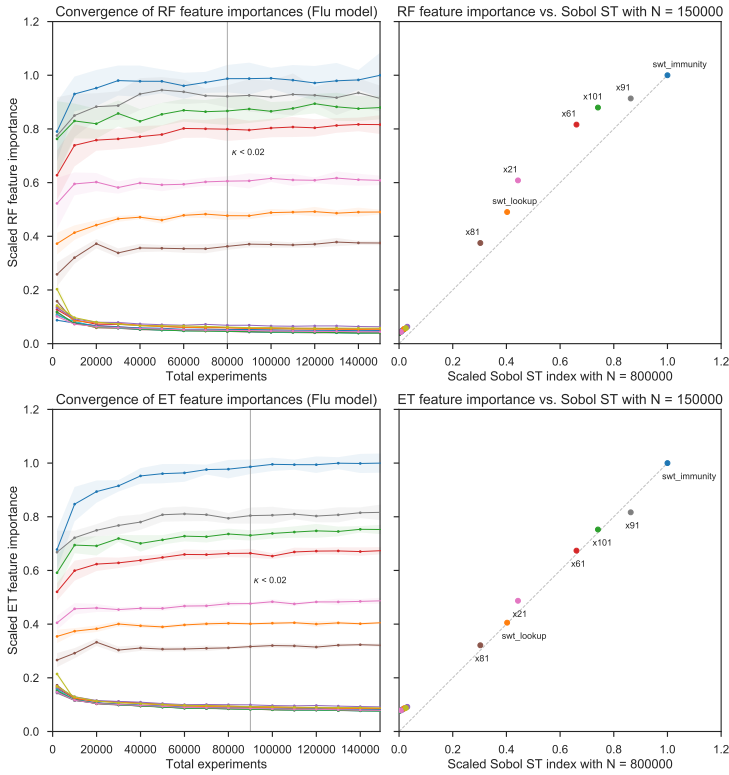 Convergence of RF feature importances (Flu model)
1.2
1.0
0.8
0.6
0.4
0.2
0.0
Scaled RF feature importance
κ < 0.02
0 20000 40000 60000 80000 100000 120000 140000
Total experiments
RF feature importance vs. Sobol ST with N = 150000
swt_immunity
x91
x101
x61
x21
swt_lookup
x81
0.0 0.2 0.4 0.6 0.8 1.0 1.2
Scaled Sobol ST index with N = 800000
Convergence of ET feature importances (Flu model)
1.2
1.0
0.8
0.6
0.4
0.2
0.0
Scaled ET feature importance
κ < 0.02
0 20000 40000 60000 80000 100000 120000 140000
Total experiments
ET feature importance vs. Sobol ST with N = 150000
swt_immunity
x91
x101
x61
x21
swt_lookup
x81
0.0 0.2 0.4 0.6 0.8 1.0 1.2
Scaled Sobol ST index with N = 800000